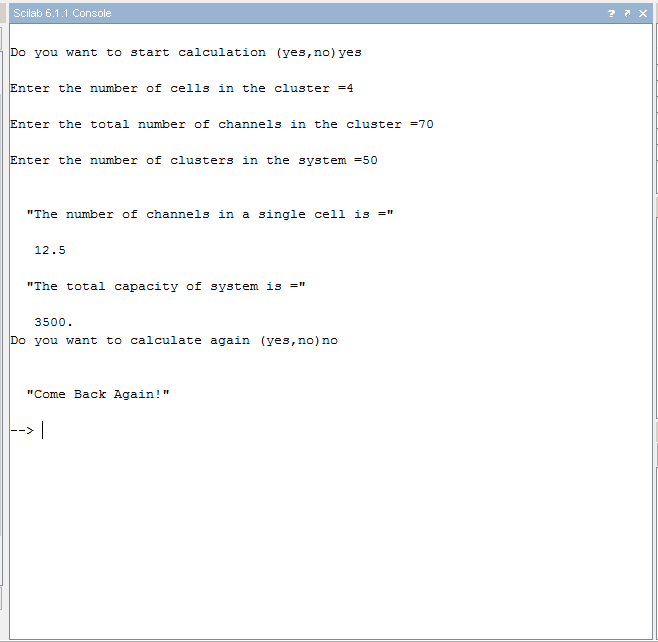 Scilab 6.1.1 Console
Do you want to start calculation (yes,no)yes
Enter the number of cells in the cluster =4
Enter the total number of channels in the cluster =70
Enter the number of clusters in the system =50
"The number of channels in a single cell is ="
12.5
"The total capacity of system is ="
3500.
Do you want to calculate again (yes,no)no
"Come Back Again!"
-->